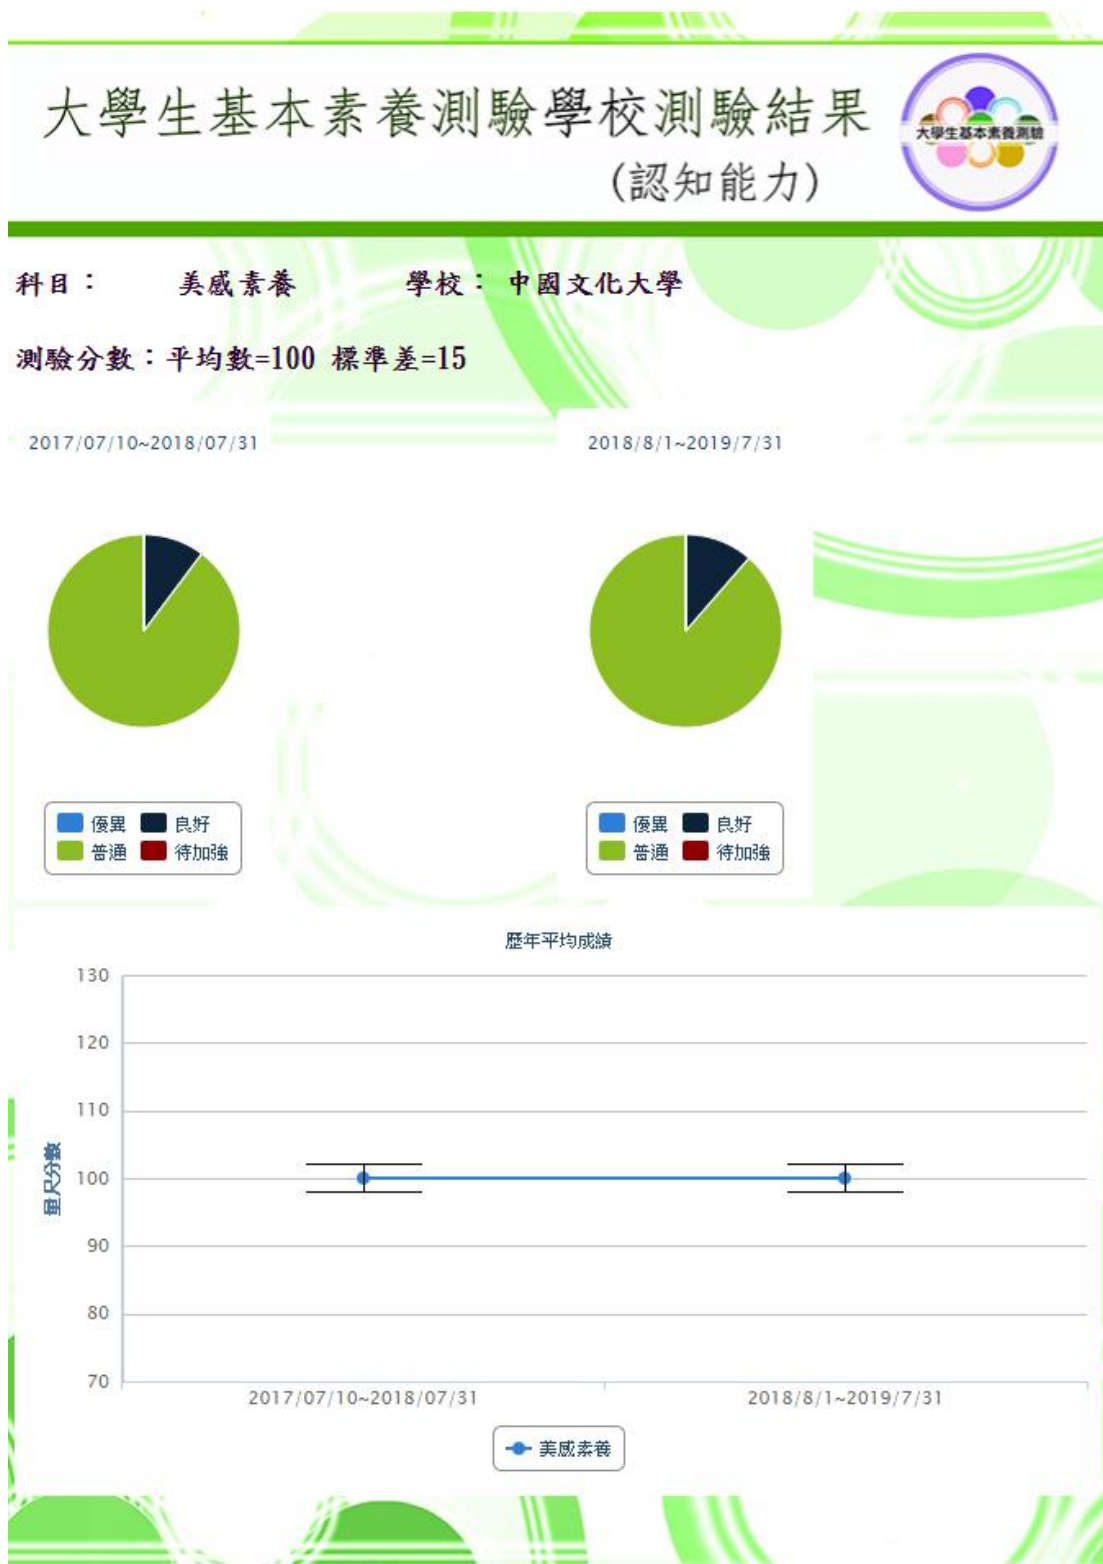 大學生基本素養測驗學校測驗結果
(認知能力)
大學生基本素養測驗
科目： 美感素養 學校： 中國文化大學
測驗分數：平均數=100 標準差=15
2017/07/10~2018/07/31 2018/8/1~2019/7/31
優異 良好 優異 良好
普通 待加強 普通 待加強
歷年平均成績
130
120
110
100
90
80
70
量尺分數
2017/07/10~2018/07/31 2018/8/1~2019/7/31
美感素養